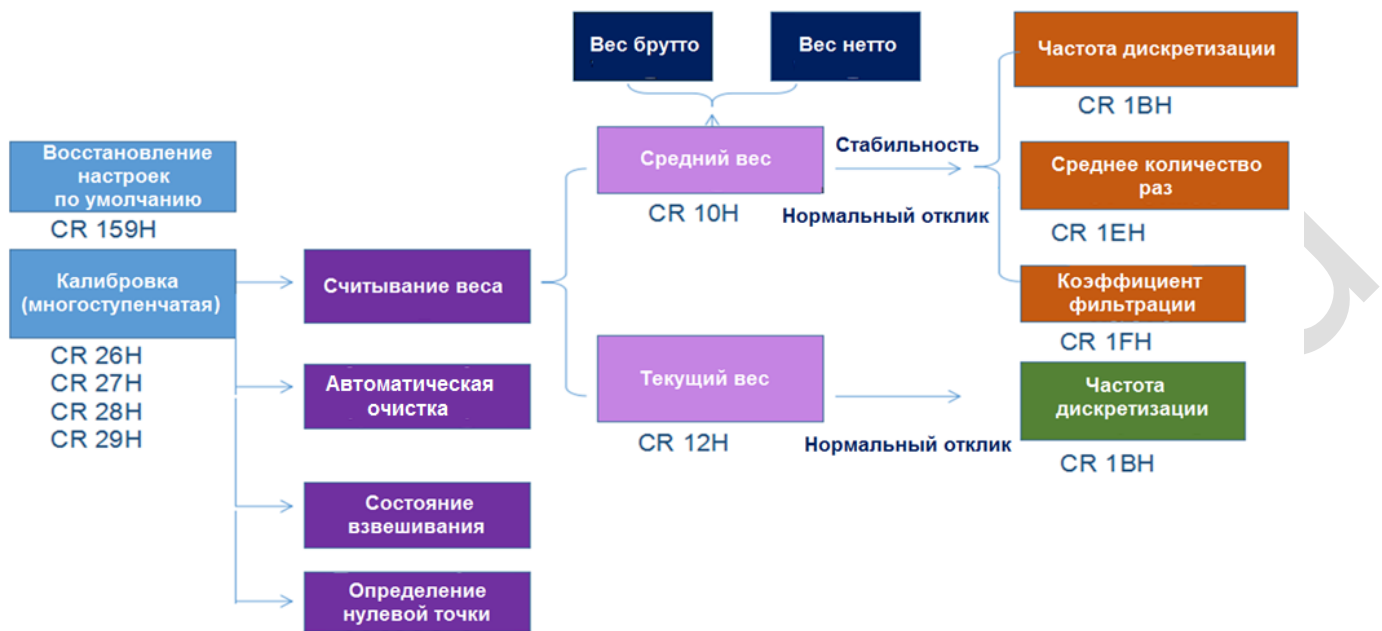 Вес брутто
Вес нетто
Частота дискретизации
CR 1BH
Восстановление
настроек
по умолчанию
CR 159H
Средний вес
CR 10H
Стабильность
Нормальный отклик
Среднее количество
раз
CR 1EH
Калибровка
(многоступенчатая)
CR 26H
CR 27H
CR 28H
CR 29H
Считывание веса
Коэффициент
фильтрации
CR 1FH
Автоматическая
очистка
Текущий вес
CR 12H
Нормальный отклик
Частота
дискретизации
CR 1BH
Состояние
взвешивания
Определение
нулевой точки